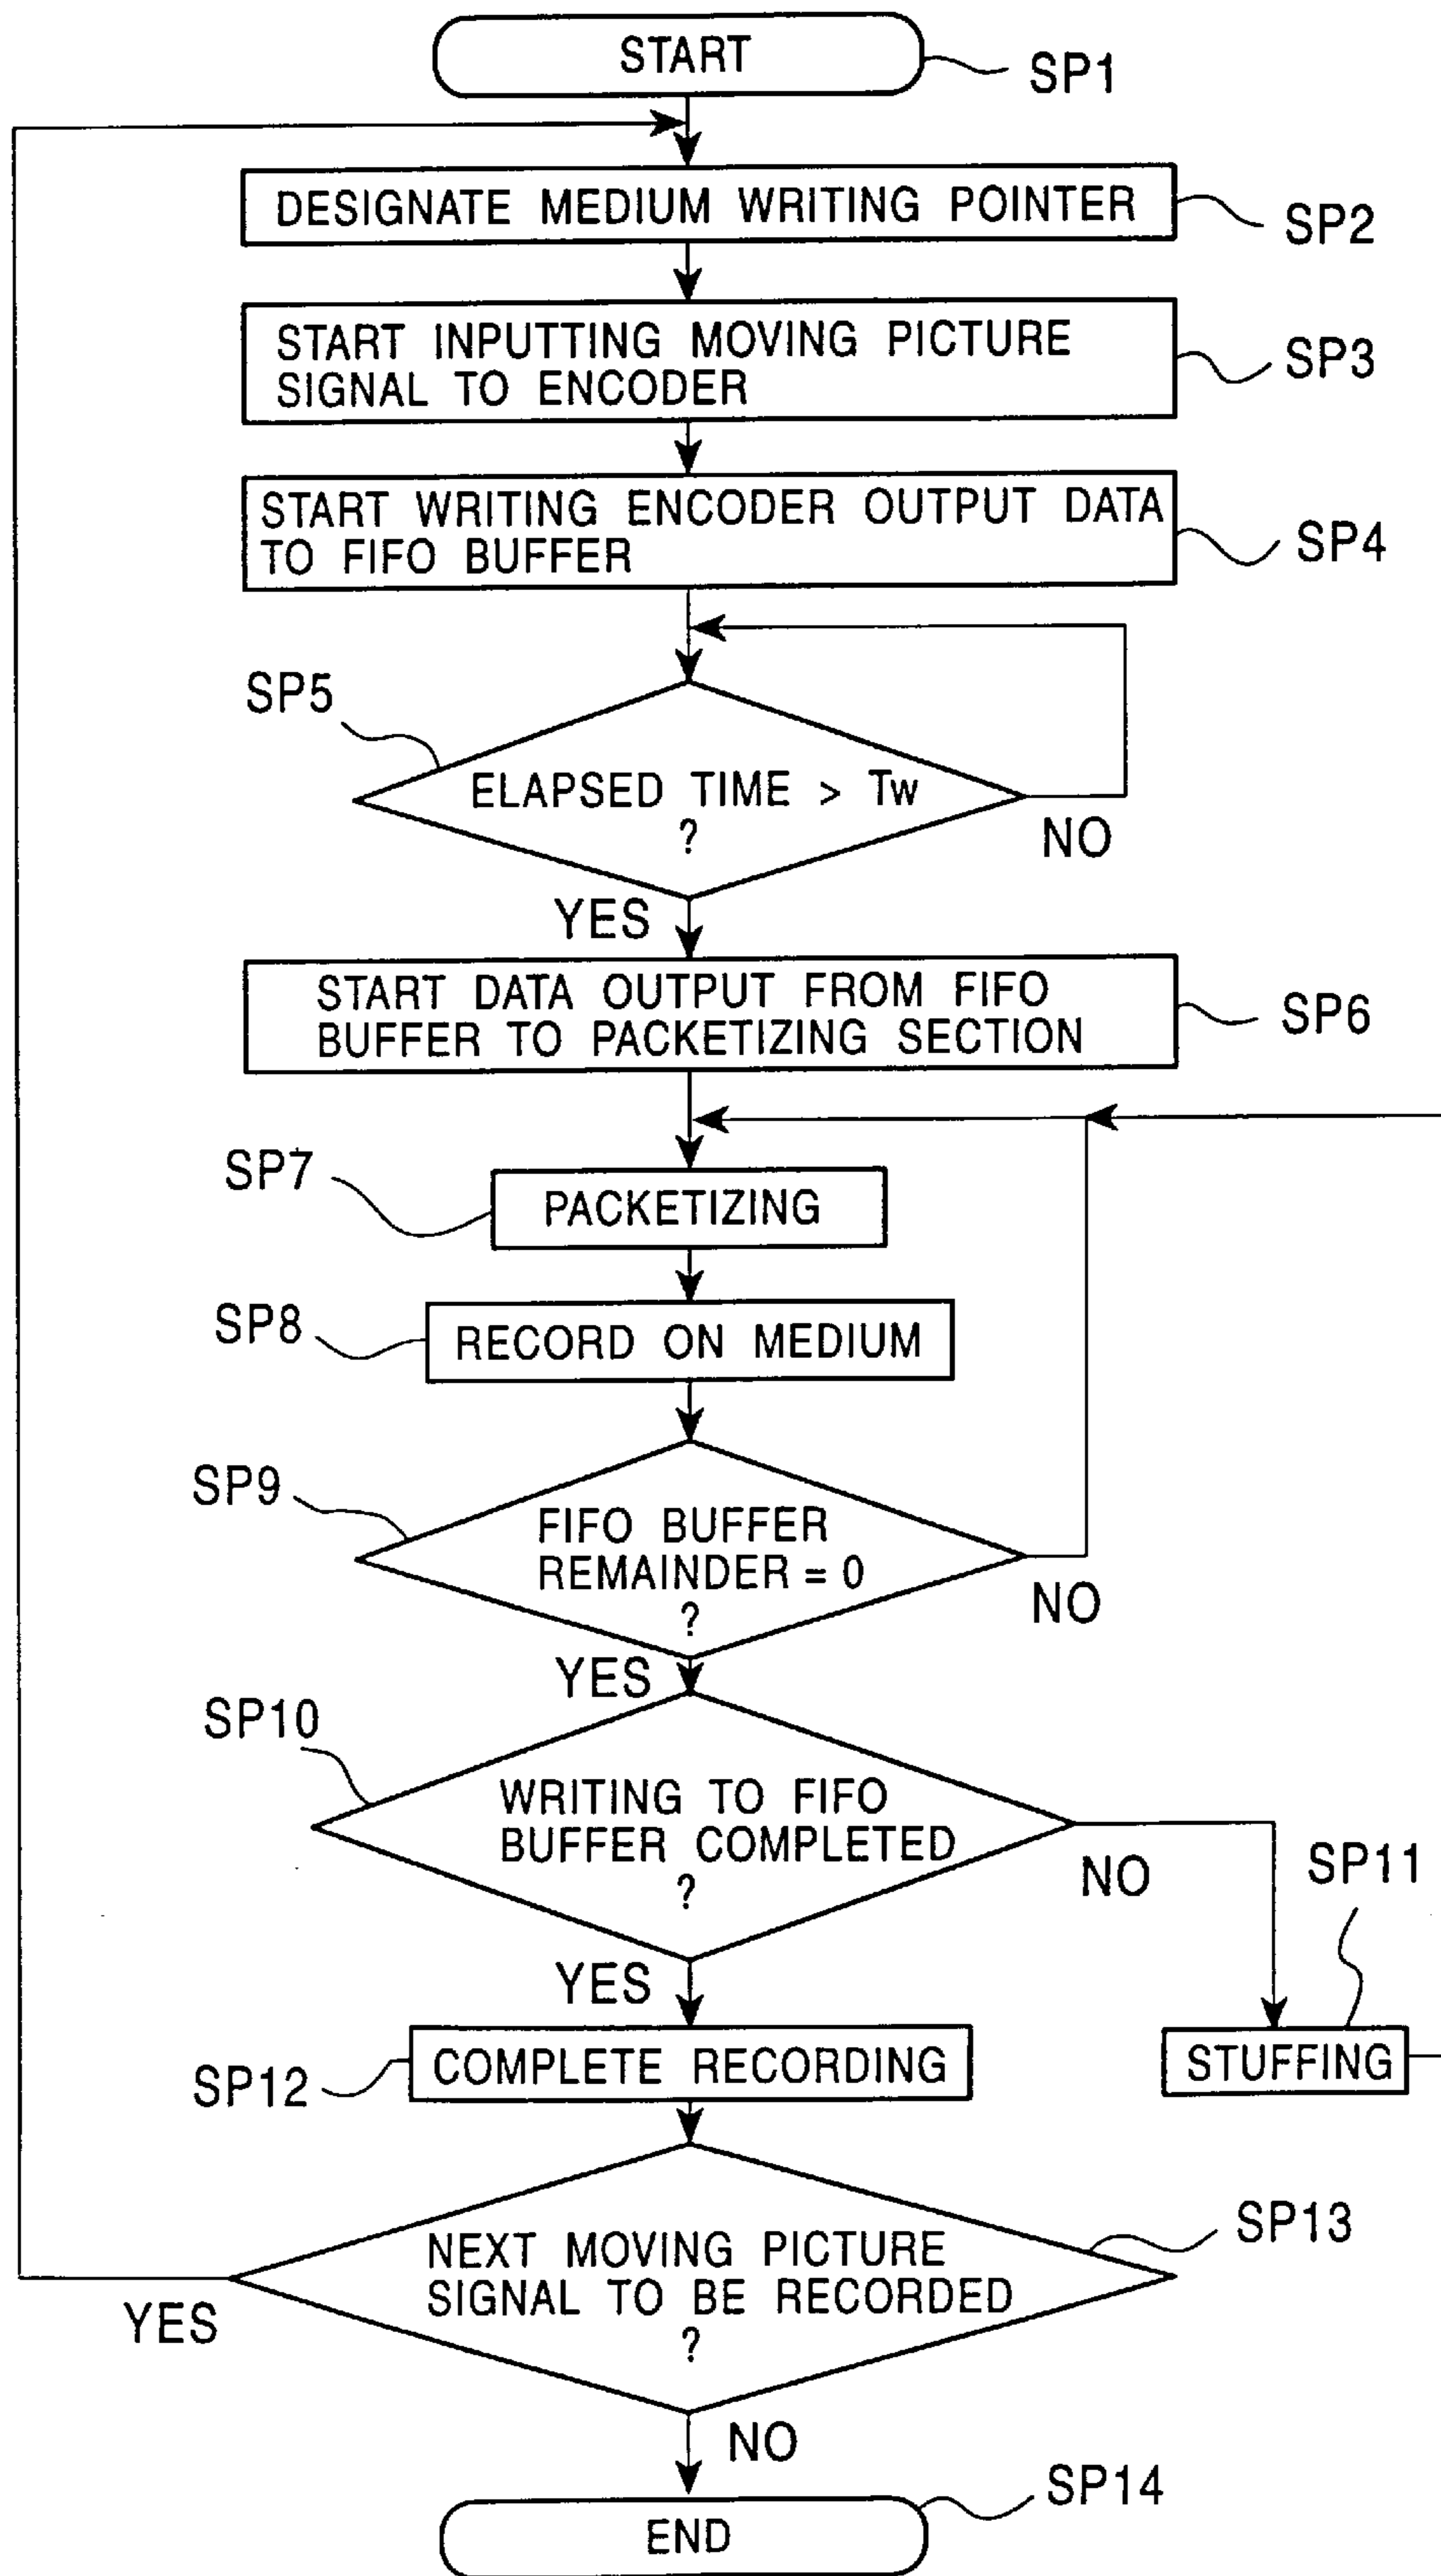 START
SP1
DESIGNATE MEDIUM WRITING POINTER
SP2
START INPUTTING MOVING PICTURE
SIGNAL TO ENCODER
SP3
START WRITING ENCODER OUTPUT DATA
TO FIFO BUFFER
SP4
SP5
ELAPSED TIME > Tw
?
NO
YES
START DATA OUTPUT FROM FIFO
BUFFER TO PACKETIZING SECTION
SP6
SP7
PACKETIZING
SP8
RECORD ON MEDIUM
SP9
FIFO BUFFER
REMAINDER = 0
?
NO
YES
SP10
WRITING TO FIFO
BUFFER COMPLETED
?
NO
SP11
YES
STUFFING
SP12
COMPLETE RECORDING
SP13
NEXT MOVING PICTURE
SIGNAL TO BE RECORDED
?
YES
NO
SP14
END